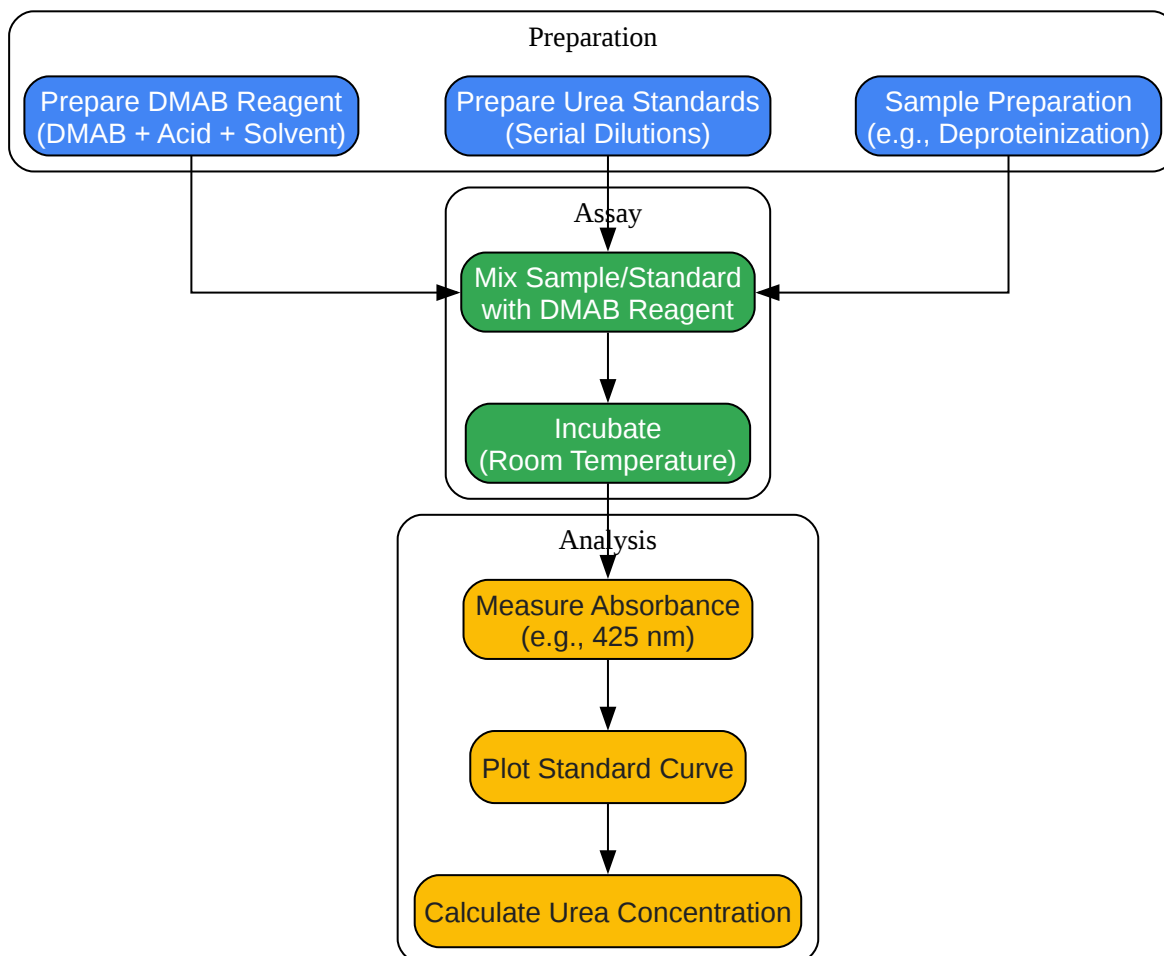 Preparation
Prepare DMAB Reagent
(DMAB + Acid + Solvent)
Prepare Urea Standards
(Serial Dilutions)
Sample Preparation
(e.g., Deproteinization)
Assay
Mix Sample/Standard
with DMAB Reagent
Incubate
(Room Temperature)
Analysis
Measure Absorbance
(e.g., 425 nm)
Plot Standard Curve
Calculate Urea Concentration